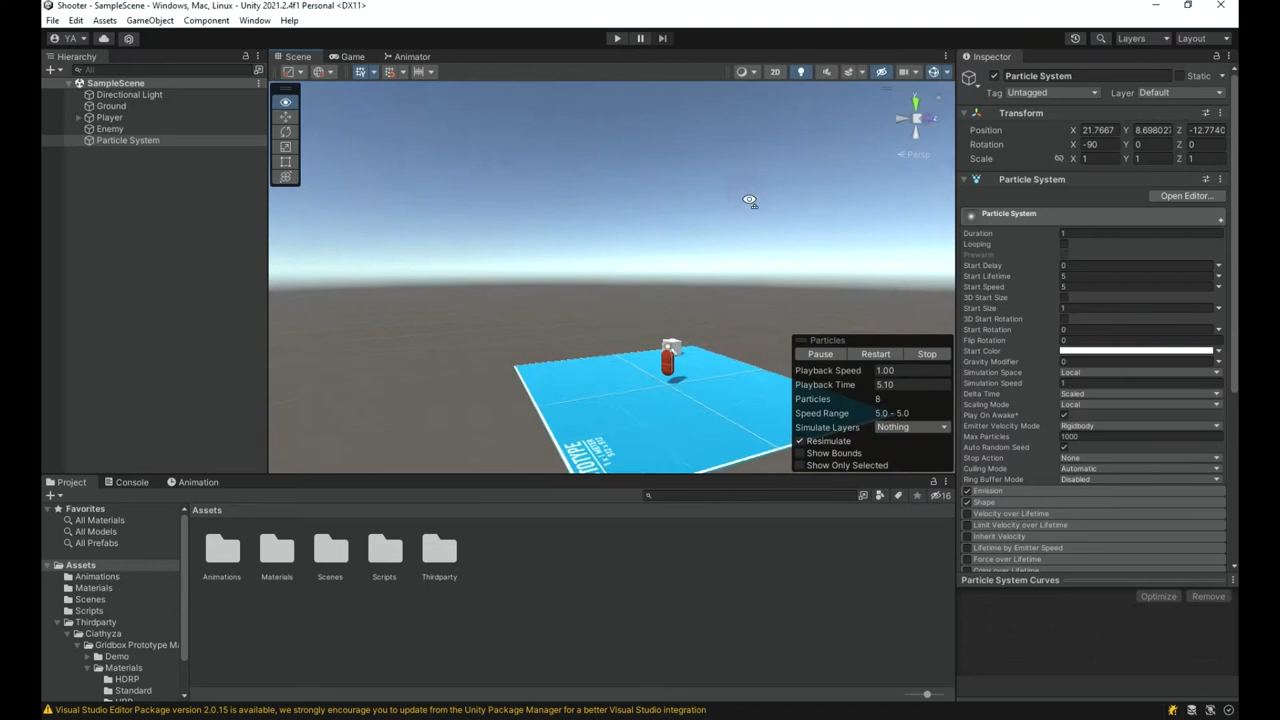 Shooter - SampleScene - Windows, Mac, Linux - Unity 2021.2.4f1 Personal <DX11>
File Edit Assets GameObject Component Window Help
YA Layers Layout
Hierarchy
All
SampleScene
Directional Light
Ground
Player
Enemy
Particle System
Scene Game Animator
2D
y
Persp
Particles
Pause Restart Stop
Playback Speed 1.00
Playback Time 5.10
Particles 8
Speed Range 5.0 - 5.0
Simulate Layers Nothing
Resimulate
Show Bounds
Show Only Selected
Inspector
Particle System Static
Tag Untagged Layer Default
Transform
Position X 21.7667 Y 8.698027 Z -12.7740
Rotation X -90 Y 0 Z 0
Scale X 1 Y 1 Z 1
Particle System
Open Editor...
Particle System
Duration 1
Looping
Prewarm
Start Delay 0
Start Lifetime 5
Start Speed 5
3D Start Size
Start Size 1
3D Start Rotation
Start Rotation 0
Flip Rotation 0
Start Color
Gravity Modifier 0
Simulation Space Local
Simulation Speed 1
Delta Time Scaled
Scaling Mode Local
Play On Awake*
Emitter Velocity Mode Rigidbody
Max Particles 1000
Auto Random Seed
Stop Action None
Culling Mode Automatic
Ring Buffer Mode Disabled
Emission
Shape
Velocity over Lifetime
Limit Velocity over Lifetime
Inherit Velocity
Lifetime by Emitter Speed
Force over Lifetime
Color over Lifetime
Particle System Curves
Optimize Remove
Project Console Animation
16
Favorites
All Materials
All Models
All Prefabs
Assets
Animations
Materials
Scenes
Scripts
Thirdparty
Ciathyza
Gridbox Prototype Ma
Demo
Materials
HDRP
Standard
Assets
Animations Materials Scenes Scripts Thirdparty
Visual Studio Editor Package version 2.0.15 is available, we strongly encourage you to update from the Unity Package Manager for a better Visual Studio integration